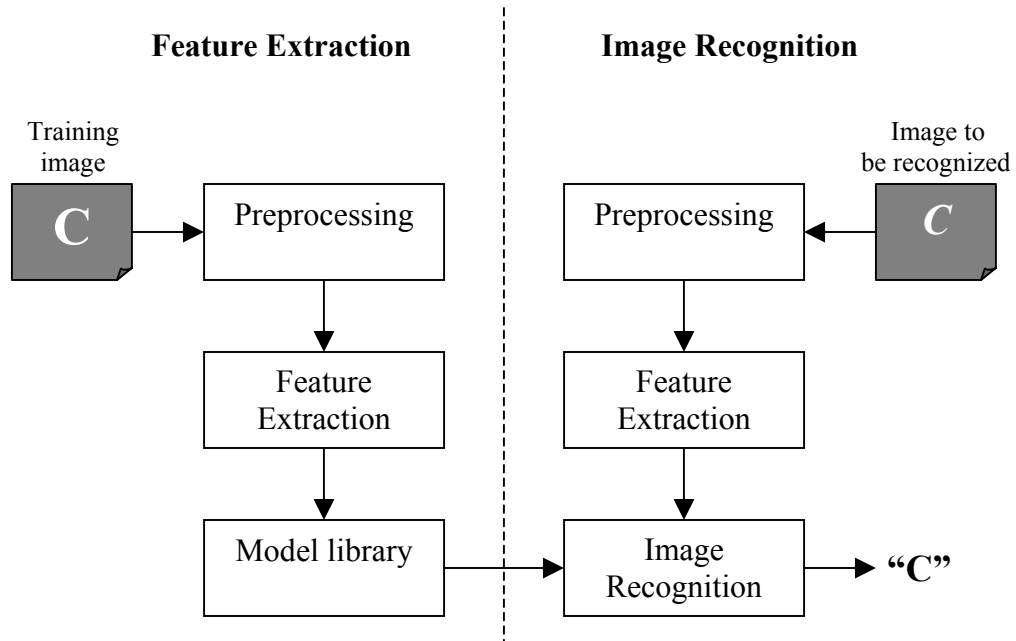 Feature Extraction
Image Recognition
Training
image
C
Preprocessing
Feature
Extraction
Model library
Image to
be recognized
C
Preprocessing
Feature
Extraction
Image
Recognition
“C”